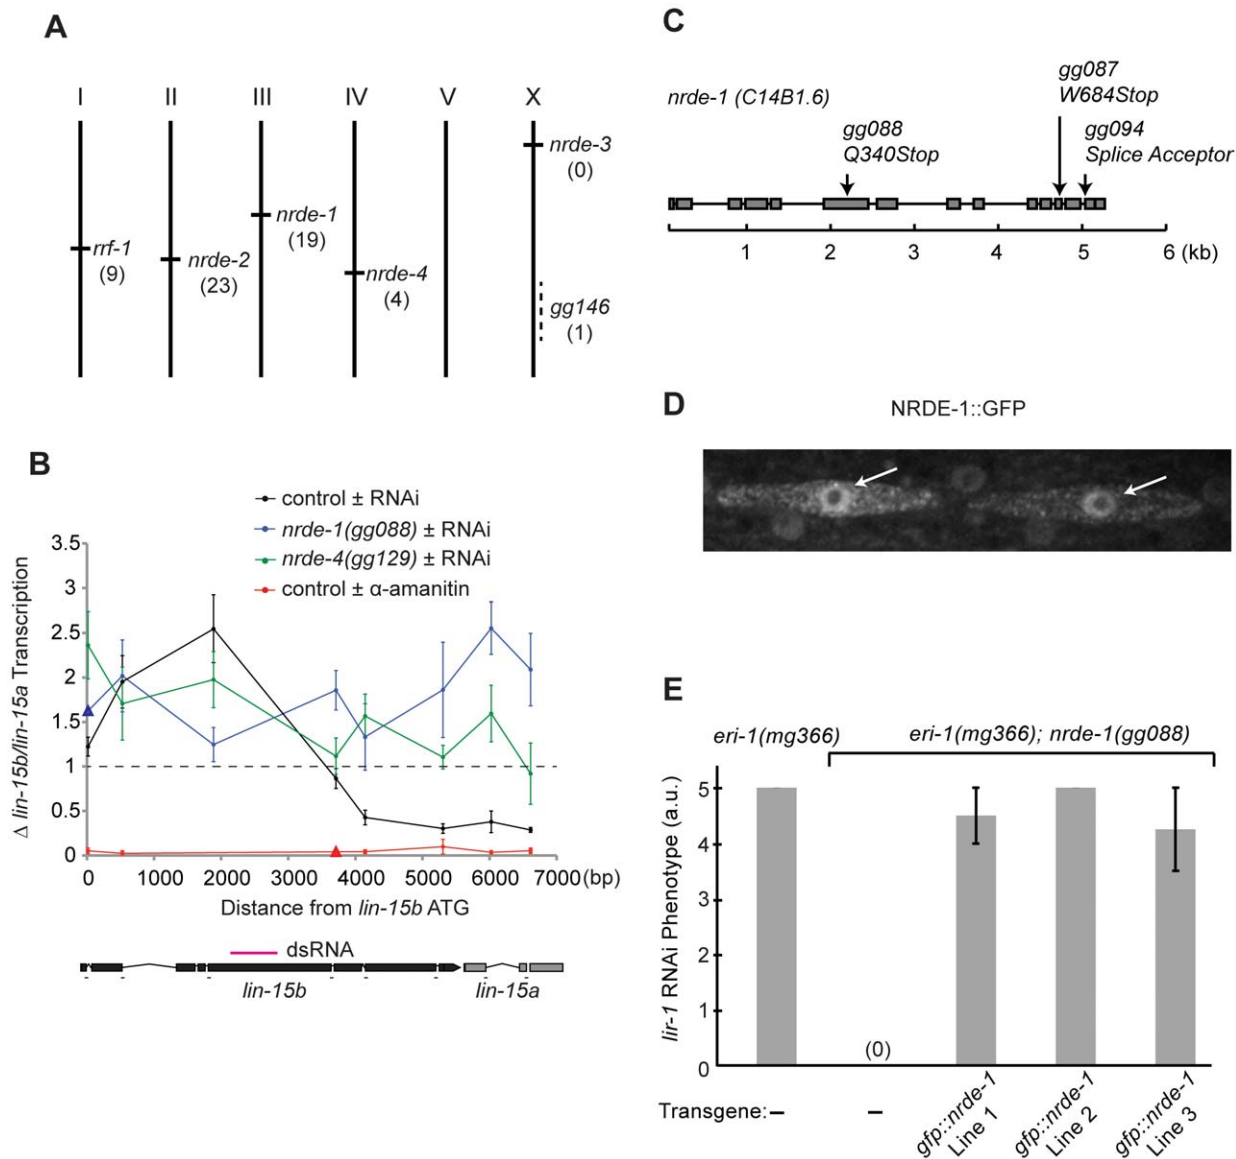 A
I II III IV V X
rrf-1
(9)
nrde-2
(23)
nrde-1
(19)
nrde-4
(4)
nrde-3
(0)
gg146
(1)
B
control ± RNAi
nrde-1(gg088) ± RNAi
nrde-4(gg129) ± RNAi
control ± α-amanitin
Δ lin-15b/lin-15a Transcription
3.5
3
2.5
2
1.5
1
0.5
0
0 1000 2000 3000 4000 5000 6000 7000 (bp)
Distance from lin-15b ATG
dsRNA
lin-15b
lin-15a
C
nrde-1 (C14B1.6)
gg088
Q340Stop
gg087
W684Stop
gg094
Splice Acceptor
1 2 3 4 5 6 (kb)
D
NRDE-1::GFP
E
eri-1(mg366)
eri-1(mg366); nrde-1(gg088)
lir-1 RNAi Phenotype (a.u.)
5
4
3
2
1
0
(0)
Transgene: – –
gfp::nrde-1
Line 1
gfp::nrde-1
Line 2
gfp::nrde-1
Line 3